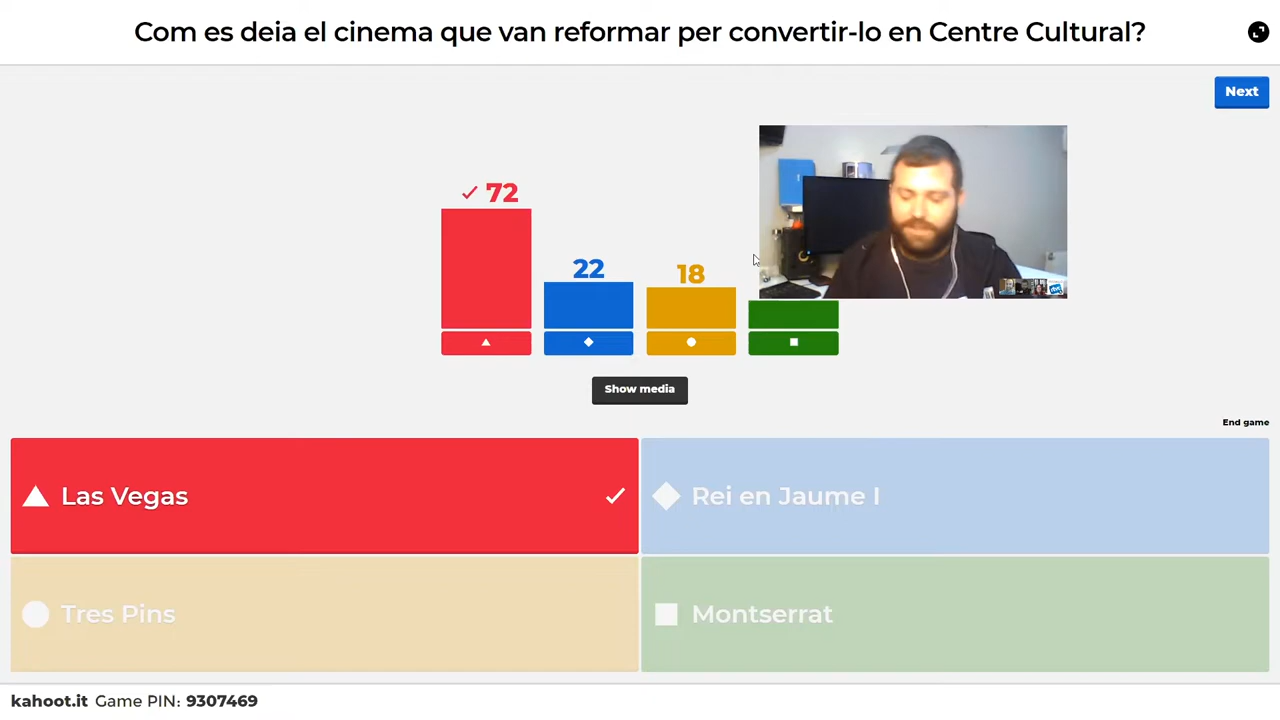 Com es deia el cinema que van reformar per convertir-lo en Centre Cultural?
Next
72
22
18
Show media
End game
Las Vegas
Rei en Jaume I
Tres Pins
Montserrat
kahoot.it Game PIN: 9307469